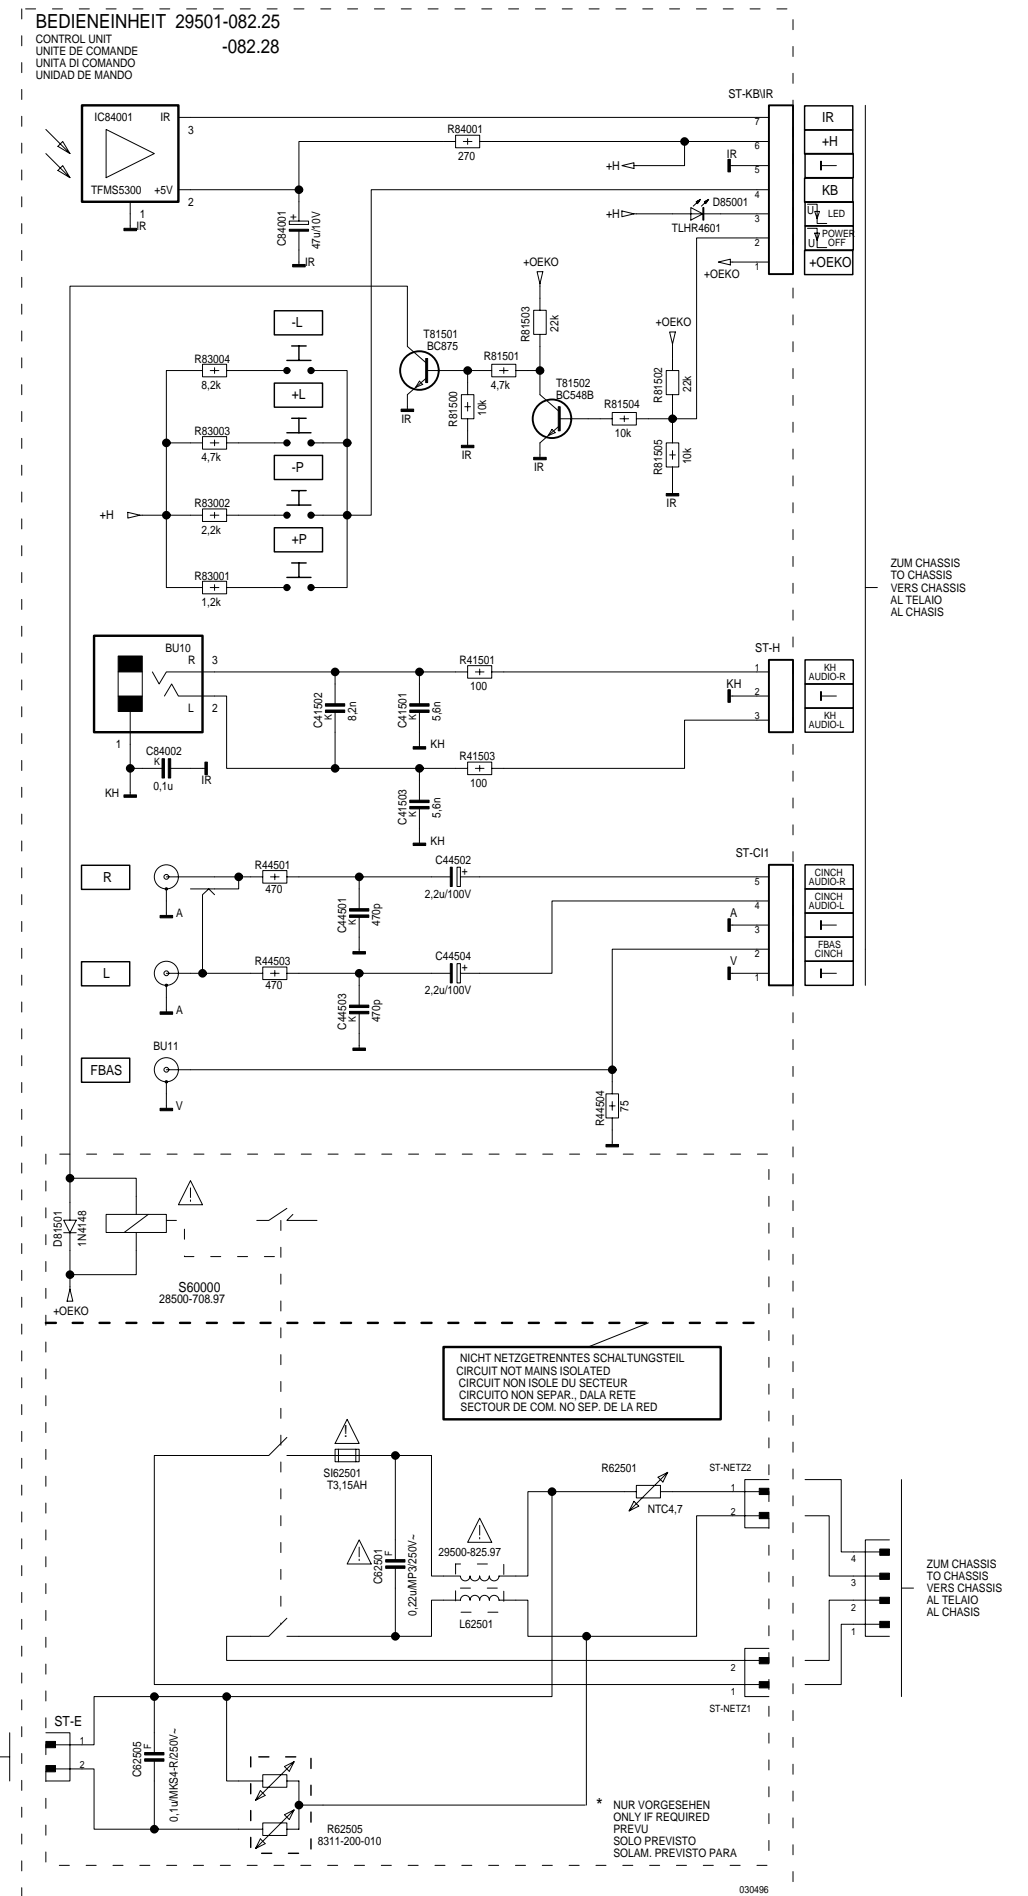 BEDIENEINHEIT 29501-082.25
-082.28
CONTROL UNIT
UNITE DE COMANDE
UNITA DI COMANDO
UNIDAD DE MANDO
ST-KB\IR
IC84001 IR
TFMS5300 +5V
3
2
1
IR
R84001
270
C84001
47u/10V
+
IR
+H
IR
7
6
5
4
3
2
1
IR
+H
KB
U LED
U POWER OFF
+OEKO
+H
D85001
TLHR4601
+OEKO
+OEKO
R81503
22k
+OEKO
T81501
BC875
R81501
4,7k
R81500
10k
IR
IR
T81502
BC548B
IR
R81504
10k
R81502
22k
R81505
10k
IR
-L
R83004
8,2k
+L
R83003
4,7k
-P
+H
R83002
2,2k
+P
R83001
1,2k
ZUM CHASSIS
TO CHASSIS
VERS CHASSIS
AL TELAIO
AL CHASIS
BU10
R 3
L 2
1
C84002
K
0,1u
IR
KH
C41502
K
8,2n
C41501
K
5,6n
KH
R41501
100
R41503
100
C41503
K
5,6n
KH
ST-H
1
KH 2
3
KH
AUDIO-R
KH
AUDIO-L
R
A
R44501
470
C44501
K
470p
C44502
+
2,2u/100V
L
A
R44503
470
C44503
K
470p
C44504
+
2,2u/100V
ST-CI1
5
4
A 3
2
V 1
CINCH
AUDIO-R
CINCH
AUDIO-L
FBAS
CINCH
FBAS
BU11
V
R44504
75
D81501
1N4148
+OEKO
!
S60000
28500-708.97
NICHT NETZGETRENNTES SCHALTUNGSTEIL
CIRCUIT NOT MAINS ISOLATED
CIRCUIT NON ISOLE DU SECTEUR
CIRCUITO NON SEPAR., DALA RETE
SECTOUR DE COM. NO SEP. DE LA RED
!
SI62501
T3,15AH
!
C62501
F
0,22u/MP3/250V~
!
29500-825.97
L62501
R62501
NTC4,7
ST-NETZ2
1
2
2
1
ST-NETZ1
4
3
2
1
ZUM CHASSIS
TO CHASSIS
VERS CHASSIS
AL TELAIO
AL CHASIS
ST-E
1
2
C62505
F
0,1u/MKS4-R/250V~
R62505
8311-200-010
* NUR VORGESEHEN
ONLY IF REQUIRED
PREVU
SOLO PREVISTO
SOLAM. PREVISTO PARA
030496